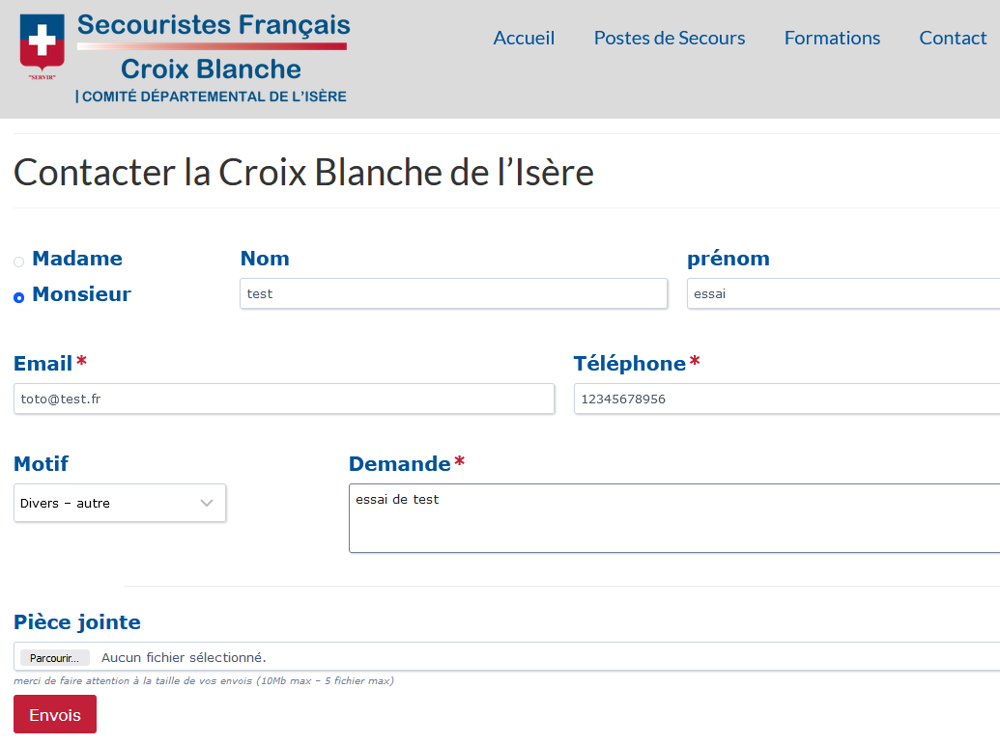 Secouristes Français
Croix Blanche
"SERVIR"
| COMITÉ DÉPARTEMENTAL DE L'ISÈRE
Accueil Postes de Secours Formations Contact
Contacter la Croix Blanche de l'Isère
Madame
Monsieur
Nom
test
prénom
essai
Email*
toto@test.fr
Téléphone*
12345678956
Motif
Divers – autre
Demande*
essai de test
Pièce jointe
Parcourir... Aucun fichier sélectionné.
merci de faire attention à la taille de vos envois (10Mb max – 5 fichier max)
Envois